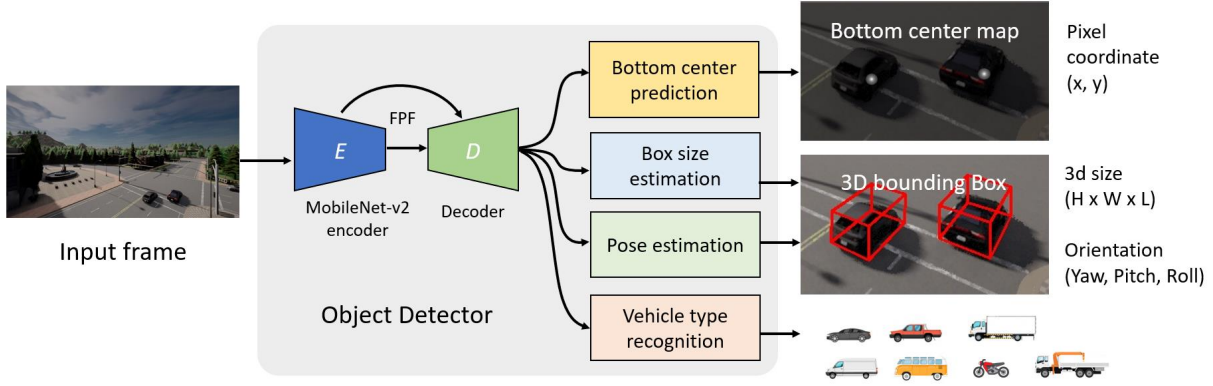 Input frame
FPF
E
D
MobileNet-v2
encoder
Decoder
Object Detector
Bottom center
prediction
Box size
estimation
Pose estimation
Vehicle type
recognition
Bottom center map
Pixel
coordinate
(x, y)
3D bounding Box
3d size
(H x W x L)
Orientation
(Yaw, Pitch, Roll)